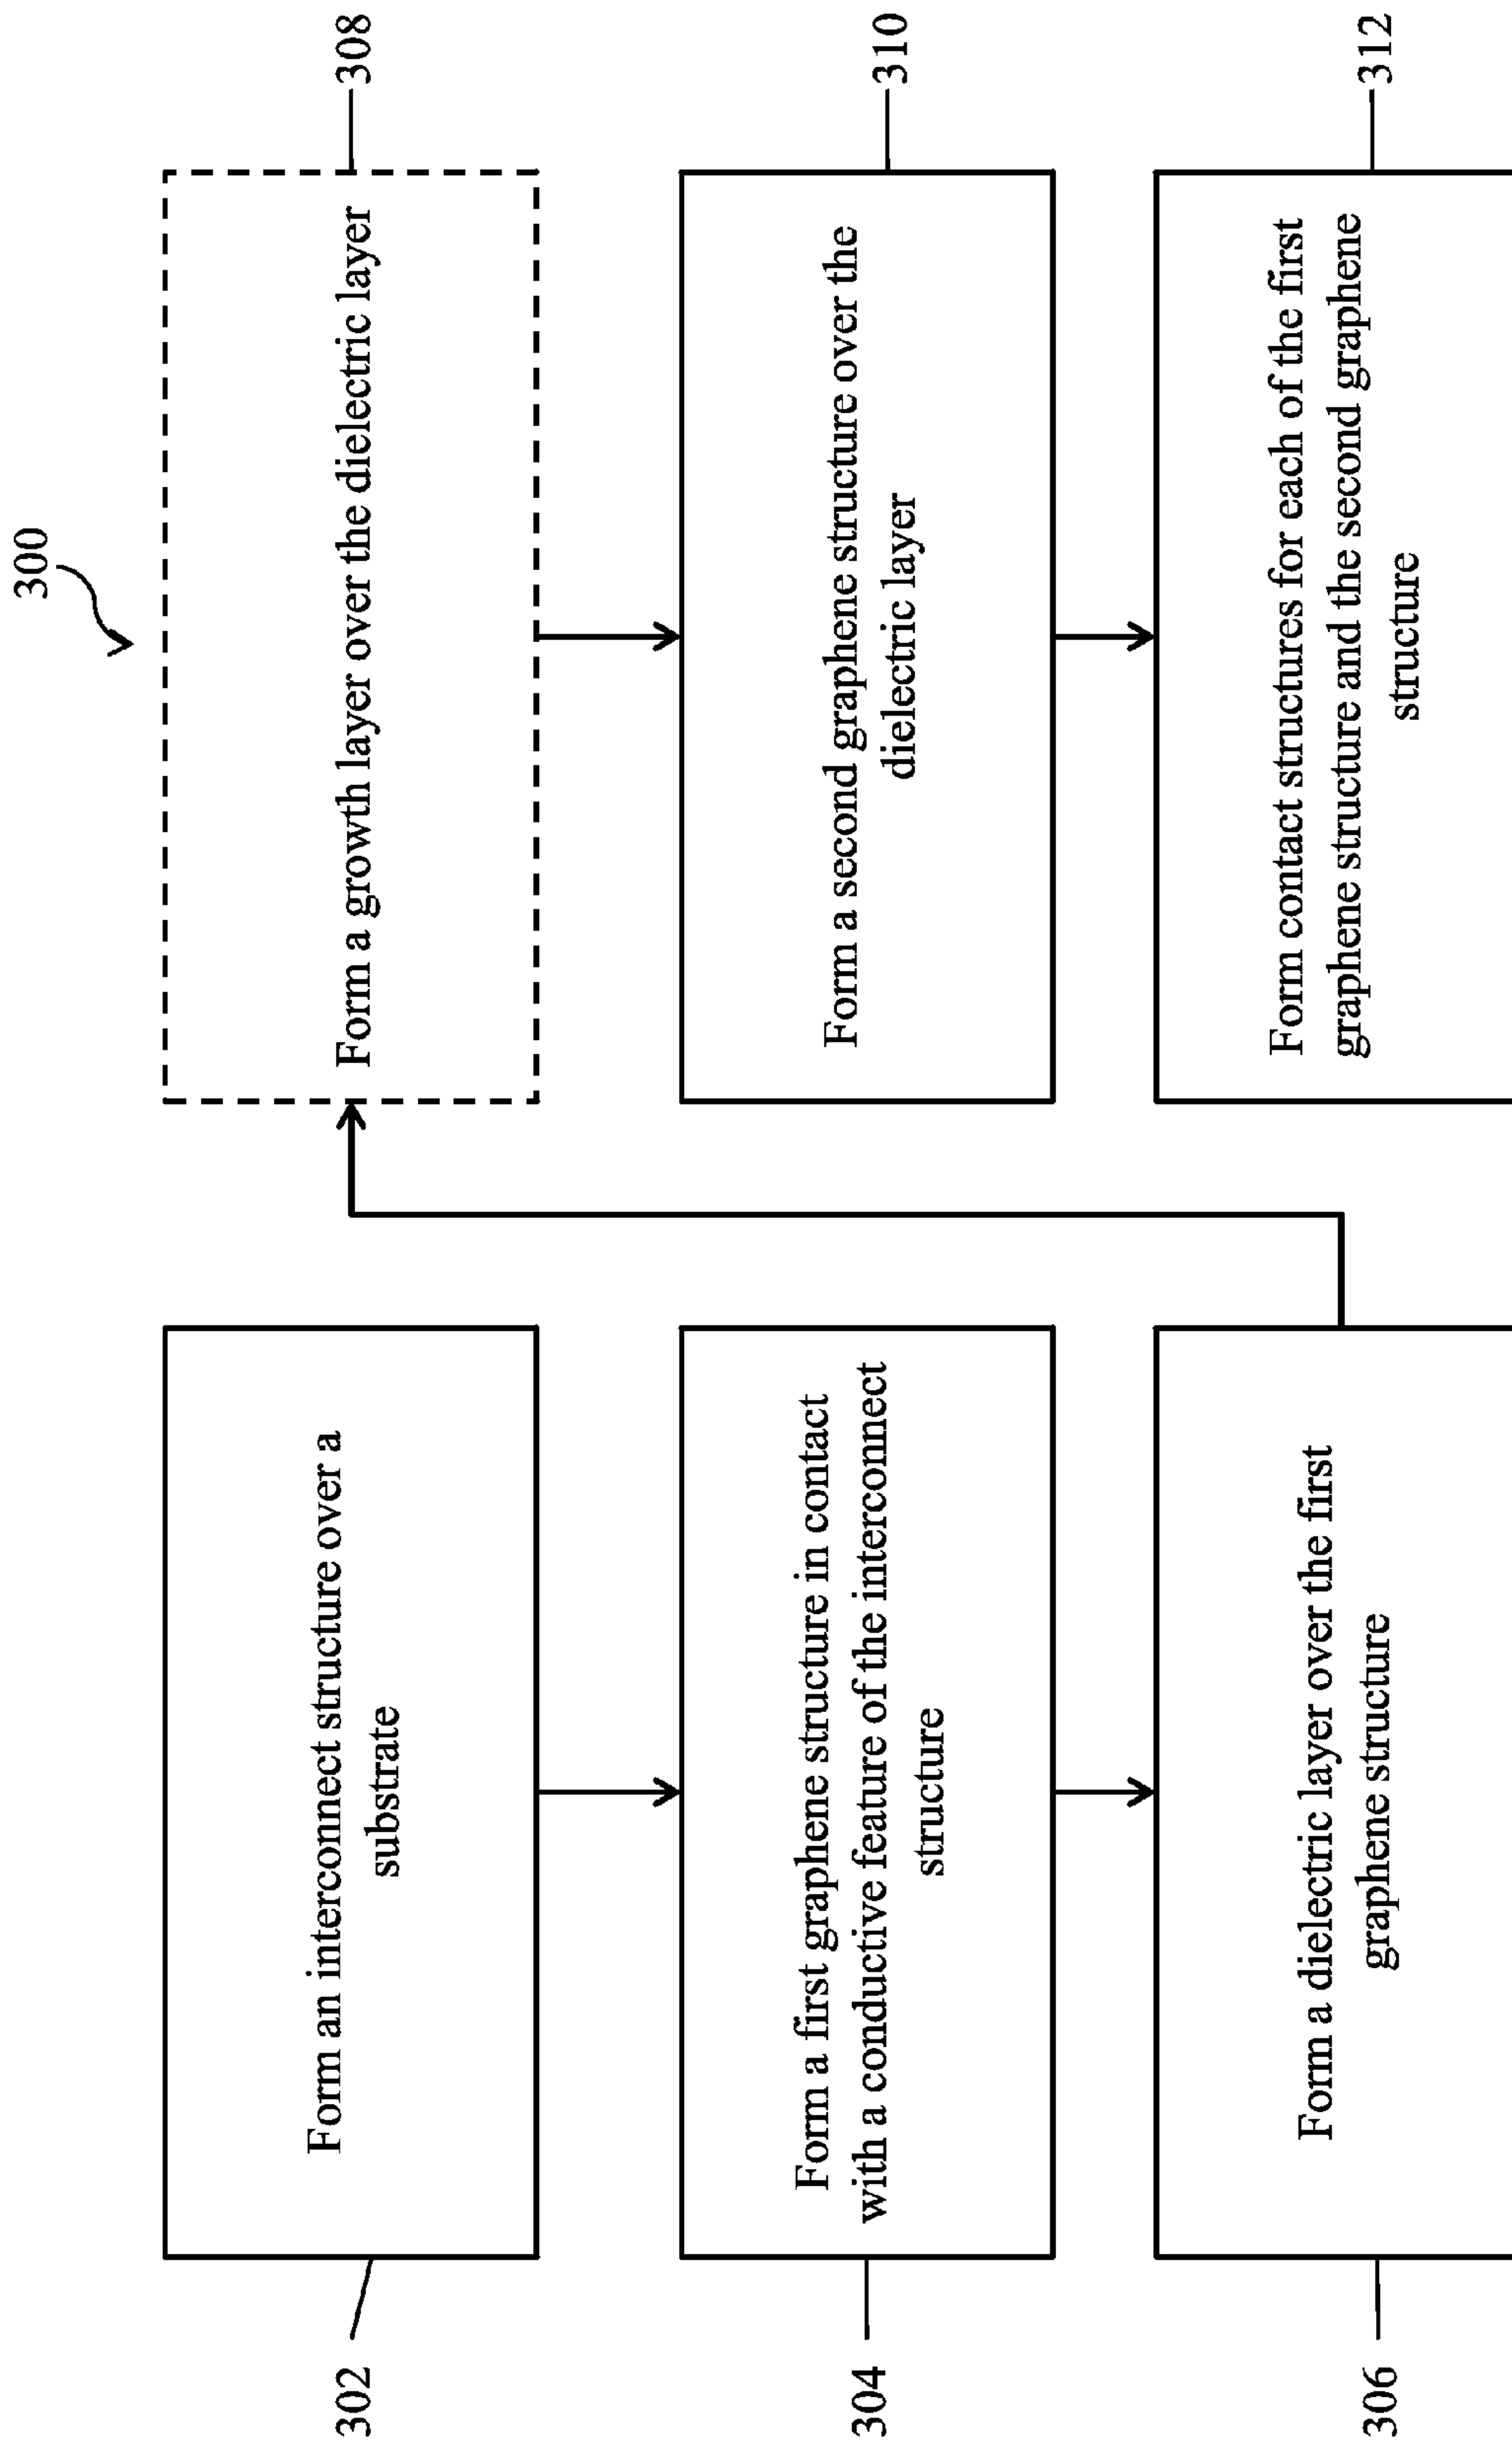 300
302
Form an interconnect structure over a
substrate
304
Form a first graphene structure in contact
with a conductive feature of the interconnect
structure
306
Form a dielectric layer over the first
graphene structure
308
Form a growth layer over the dielectric layer
310
Form a second graphene structure over the
dielectric layer
312
Form contact structures for each of the first
graphene structure and the second graphene
structure